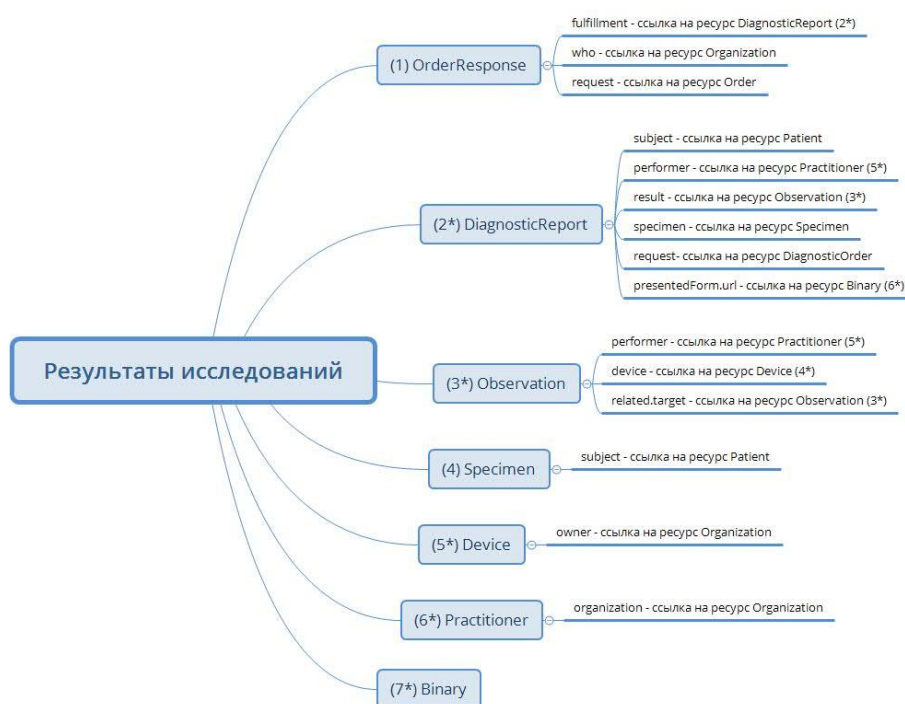 Результаты исследований
(1) OrderResponse
fulfillment - ссылка на ресурс DiagnosticReport (2*)
who - ссылка на ресурс Organization
request - ссылка на ресурс Order
(2*) DiagnosticReport
subject - ссылка на ресурс Patient
performer - ссылка на ресурс Practitioner (5*)
result - ссылка на ресурс Observation (3*)
specimen - ссылка на ресурс Specimen
request- ссылка на ресурс DiagnosticOrder
presentedForm.url - ссылка на ресурс Binary (6*)
(3*) Observation
performer - ссылка на ресурс Practitioner (5*)
device - ссылка на ресурс Device (4*)
related.target - ссылка на ресурс Observation (3*)
(4) Specimen
subject - ссылка на ресурс Patient
(5*) Device
owner - ссылка на ресурс Organization
(6*) Practitioner
organization - ссылка на ресурс Organization
(7*) Binary